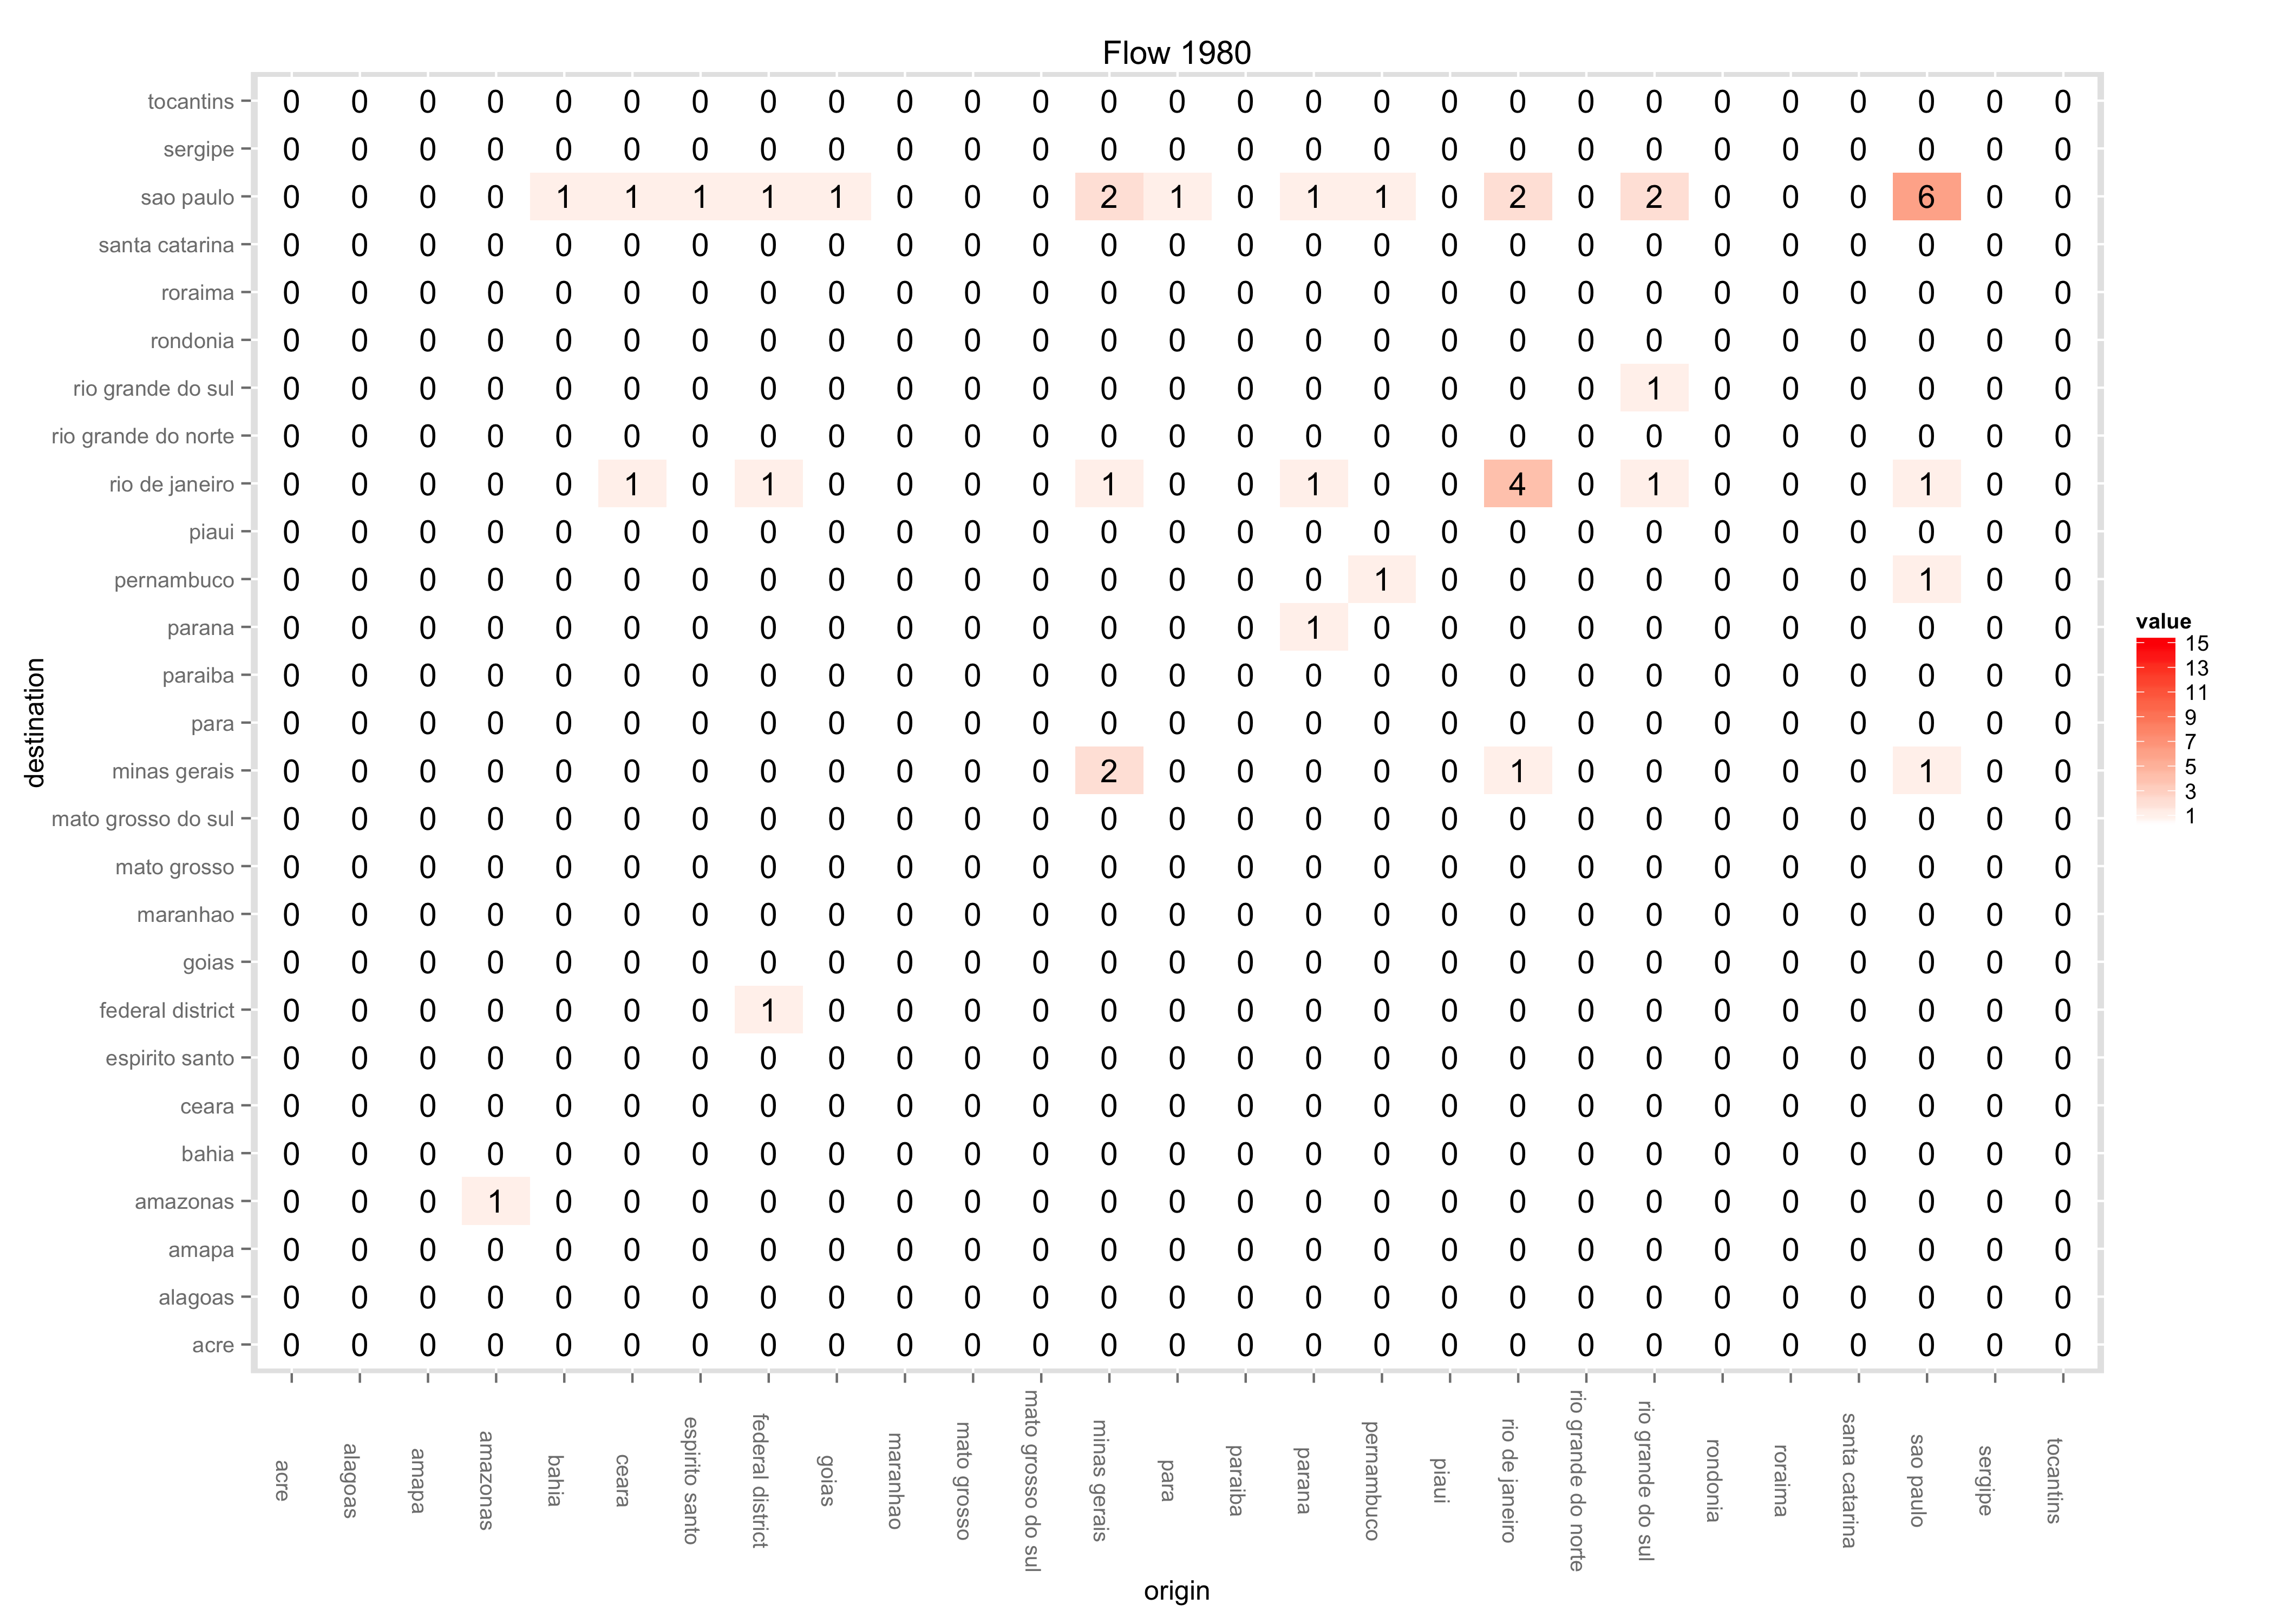 Flow 1980
tocantins 0 0 0 0 0 0 0 0 0 0 0 0 0 0 0 0 0 0 0 0 0 0 0 0 0 0 0
sergipe 0 0 0 0 0 0 0 0 0 0 0 0 0 0 0 0 0 0 0 0 0 0 0 0 0 0 0
sao paulo 0 0 0 0 1 1 1 1 1 0 0 0 2 1 0 1 1 0 2 0 2 0 0 0 6 0 0
santa catarina 0 0 0 0 0 0 0 0 0 0 0 0 0 0 0 0 0 0 0 0 0 0 0 0 0 0 0
roraima 0 0 0 0 0 0 0 0 0 0 0 0 0 0 0 0 0 0 0 0 0 0 0 0 0 0 0
rondonia 0 0 0 0 0 0 0 0 0 0 0 0 0 0 0 0 0 0 0 0 0 0 0 0 0 0 0
rio grande do sul 0 0 0 0 0 0 0 0 0 0 0 0 0 0 0 0 0 0 0 0 1 0 0 0 0 0 0
rio grande do norte 0 0 0 0 0 0 0 0 0 0 0 0 0 0 0 0 0 0 0 0 0 0 0 0 0 0 0
rio de janeiro 0 0 0 0 0 1 0 1 0 0 0 0 1 0 0 1 0 0 4 0 1 0 0 0 1 0 0
piaui 0 0 0 0 0 0 0 0 0 0 0 0 0 0 0 0 0 0 0 0 0 0 0 0 0 0 0
pernambuco 0 0 0 0 0 0 0 0 0 0 0 0 0 0 0 0 1 0 0 0 0 0 0 0 1 0 0
parana 0 0 0 0 0 0 0 0 0 0 0 0 0 0 0 1 0 0 0 0 0 0 0 0 0 0 0
paraiba 0 0 0 0 0 0 0 0 0 0 0 0 0 0 0 0 0 0 0 0 0 0 0 0 0 0 0
para 0 0 0 0 0 0 0 0 0 0 0 0 0 0 0 0 0 0 0 0 0 0 0 0 0 0 0
minas gerais 0 0 0 0 0 0 0 0 0 0 0 0 2 0 0 0 0 0 1 0 0 0 0 0 1 0 0
mato grosso do sul 0 0 0 0 0 0 0 0 0 0 0 0 0 0 0 0 0 0 0 0 0 0 0 0 0 0 0
mato grosso 0 0 0 0 0 0 0 0 0 0 0 0 0 0 0 0 0 0 0 0 0 0 0 0 0 0 0
maranhao 0 0 0 0 0 0 0 0 0 0 0 0 0 0 0 0 0 0 0 0 0 0 0 0 0 0 0
goias 0 0 0 0 0 0 0 0 0 0 0 0 0 0 0 0 0 0 0 0 0 0 0 0 0 0 0
federal district 0 0 0 0 0 0 0 1 0 0 0 0 0 0 0 0 0 0 0 0 0 0 0 0 0 0 0
espirito santo 0 0 0 0 0 0 0 0 0 0 0 0 0 0 0 0 0 0 0 0 0 0 0 0 0 0 0
ceara 0 0 0 0 0 0 0 0 0 0 0 0 0 0 0 0 0 0 0 0 0 0 0 0 0 0 0
bahia 0 0 0 0 0 0 0 0 0 0 0 0 0 0 0 0 0 0 0 0 0 0 0 0 0 0 0
amazonas 0 0 0 1 0 0 0 0 0 0 0 0 0 0 0 0 0 0 0 0 0 0 0 0 0 0 0
amapa 0 0 0 0 0 0 0 0 0 0 0 0 0 0 0 0 0 0 0 0 0 0 0 0 0 0 0
alagoas 0 0 0 0 0 0 0 0 0 0 0 0 0 0 0 0 0 0 0 0 0 0 0 0 0 0 0
acre 0 0 0 0 0 0 0 0 0 0 0 0 0 0 0 0 0 0 0 0 0 0 0 0 0 0 0
destination
acre
alagoas
amapa
amazonas
bahia
ceara
espirito santo
federal district
goias
maranhao
mato grosso
mato grosso do sul
minas gerais
para
paraiba
parana
pernambuco
piaui
rio de janeiro
rio grande do norte
rio grande do sul
rondonia
roraima
santa catarina
sao paulo
sergipe
tocantins
origin
value
15
13
11
9
7
5
3
1